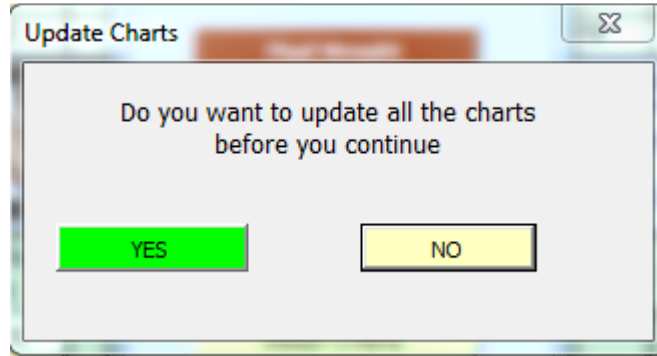 Update Charts
Do you want to update all the charts
before you continue
YES
NO